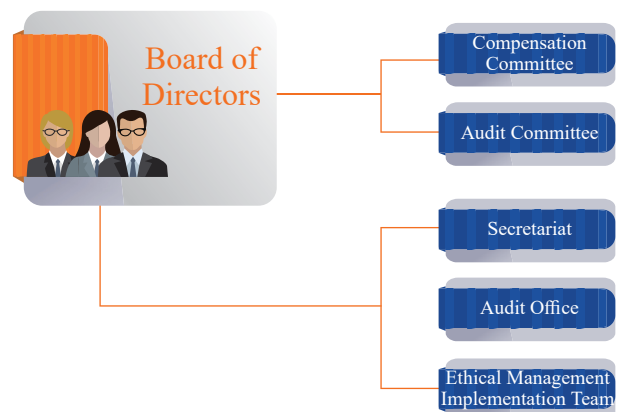 Board of
Directors
Compensation
Committee
Audit Committee
Secretariat
Audit Office
Ethical Management
Implementation Team